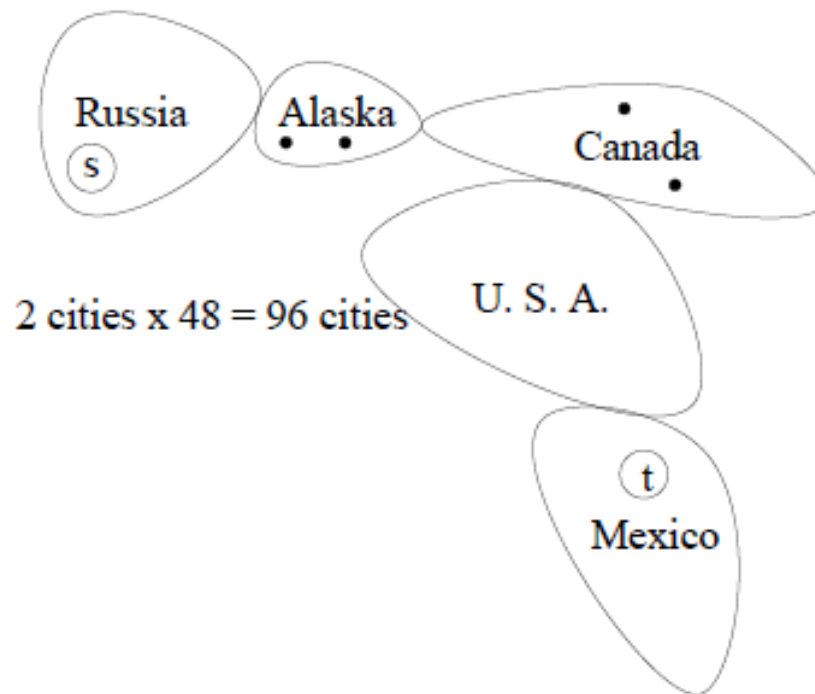 Russia
Alaska
Canada
s
U. S. A.
2 cities x 48 = 96 cities
t
Mexico